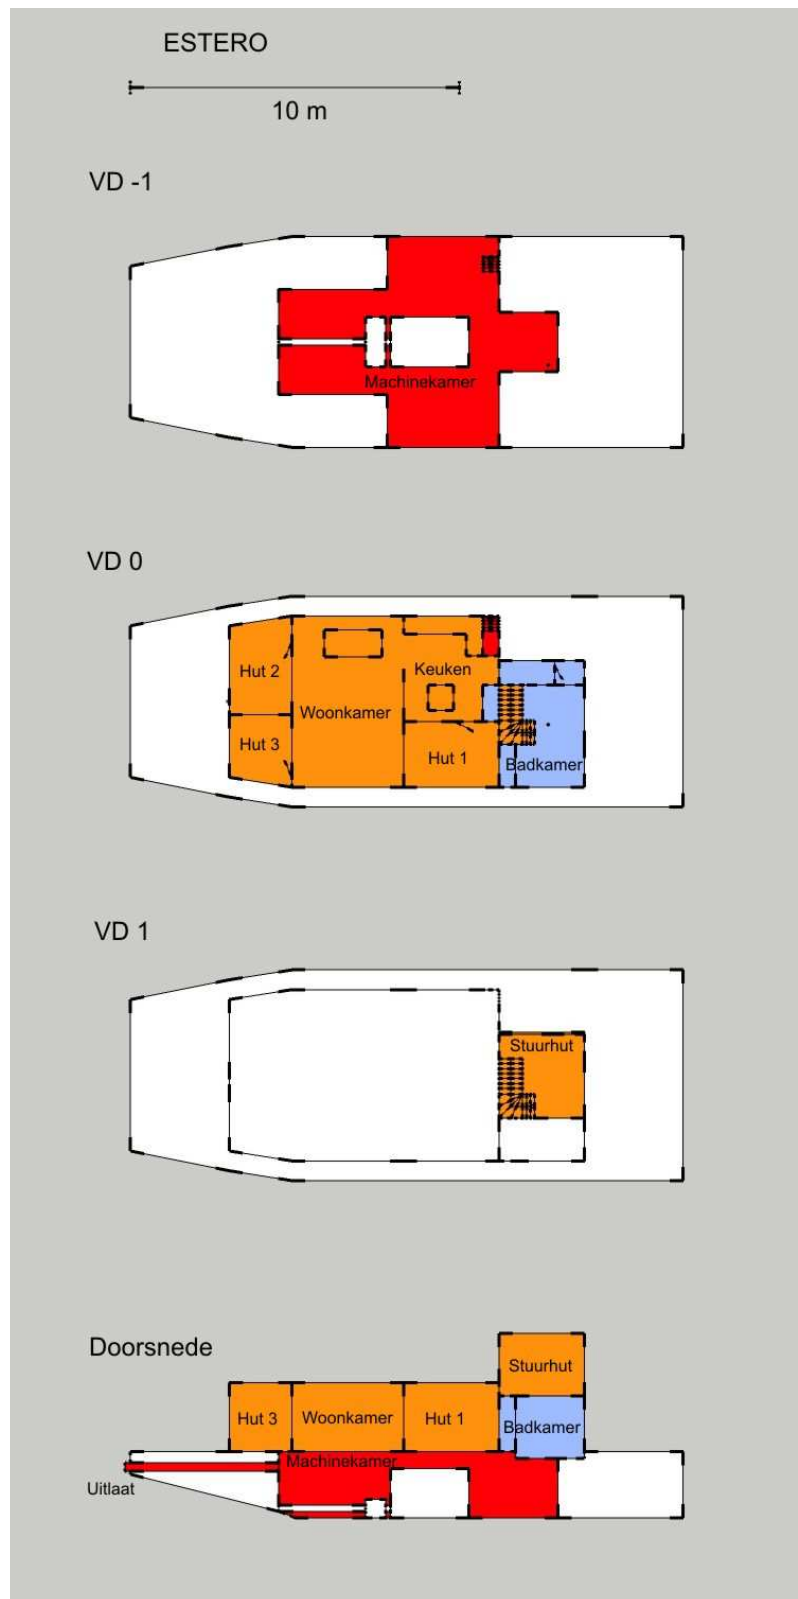 ESTERO
10 m
VD -1
Machinekamer
VD 0
Hut 2
Keuken
Woonkamer
Hut 3
Hut 1
Badkamer
VD 1
Stuurhut
Doorsnede
Stuurhut
Hut 3
Woonkamer
Hut 1
Badkamer
Machinekamer
Uitlaat